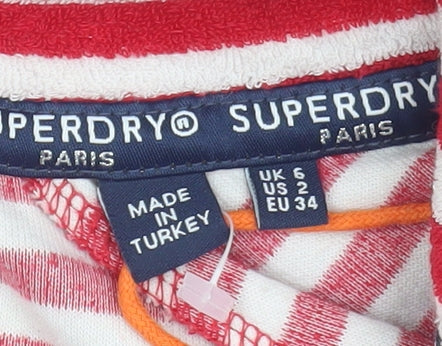 SUPERDRY® SUPERDRY
PARIS PARIS
MADE
IN
TURKEY
UK 6
US 2
EU 34